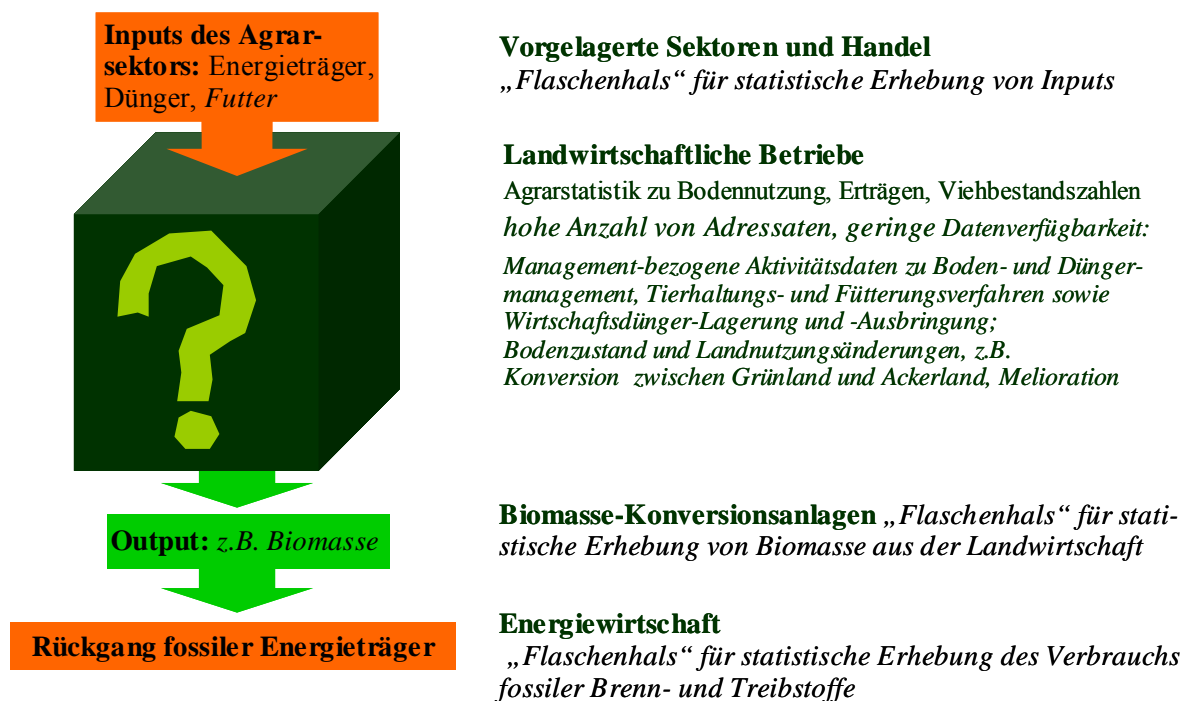 Inputs des Agrar-
sektors: Energieträger,
Dünger, Futter
Vorgelagerte Sektoren und Handel
„Flaschenhals“ für statistische Erhebung von Inputs
Landwirtschaftliche Betriebe
Agrarstatistik zu Bodennutzung, Erträgen, Viehbestandszahlen
hohe Anzahl von Adressaten, geringe Datenverfügbarkeit:
Management-bezogene Aktivitätsdaten zu Boden- und Dünger-
management, Tierhaltungs- und Fütterungsverfahren sowie
Wirtschaftsdünger-Lagerung und -Ausbringung;
Bodenzustand und Landnutzungsänderungen, z.B.
Konversion zwischen Grünland und Ackerland, Melioration
?
Output: z.B. Biomasse
Biomasse-Konversionsanlagen „Flaschenhals“ für stati-
stische Erhebung von Biomasse aus der Landwirtschaft
Rückgang fossiler Energieträger
Energiewirtschaft
„Flaschenhals“ für statistische Erhebung des Verbrauchs
fossiler Brenn- und Treibstoffe